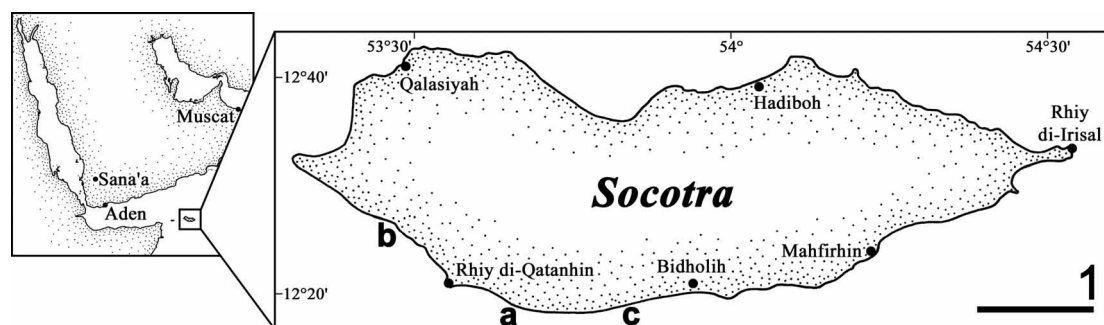 53°30'
54°
54°30'
12°40'
Qalasiyah
Hadiboh
Muscat
Rhiy
di-Irisal
Sana'a
Socotra
Aden
b
Mahfirhin
Rhiy di-Qatanhin
Bidholih
12°20'
a
c
1